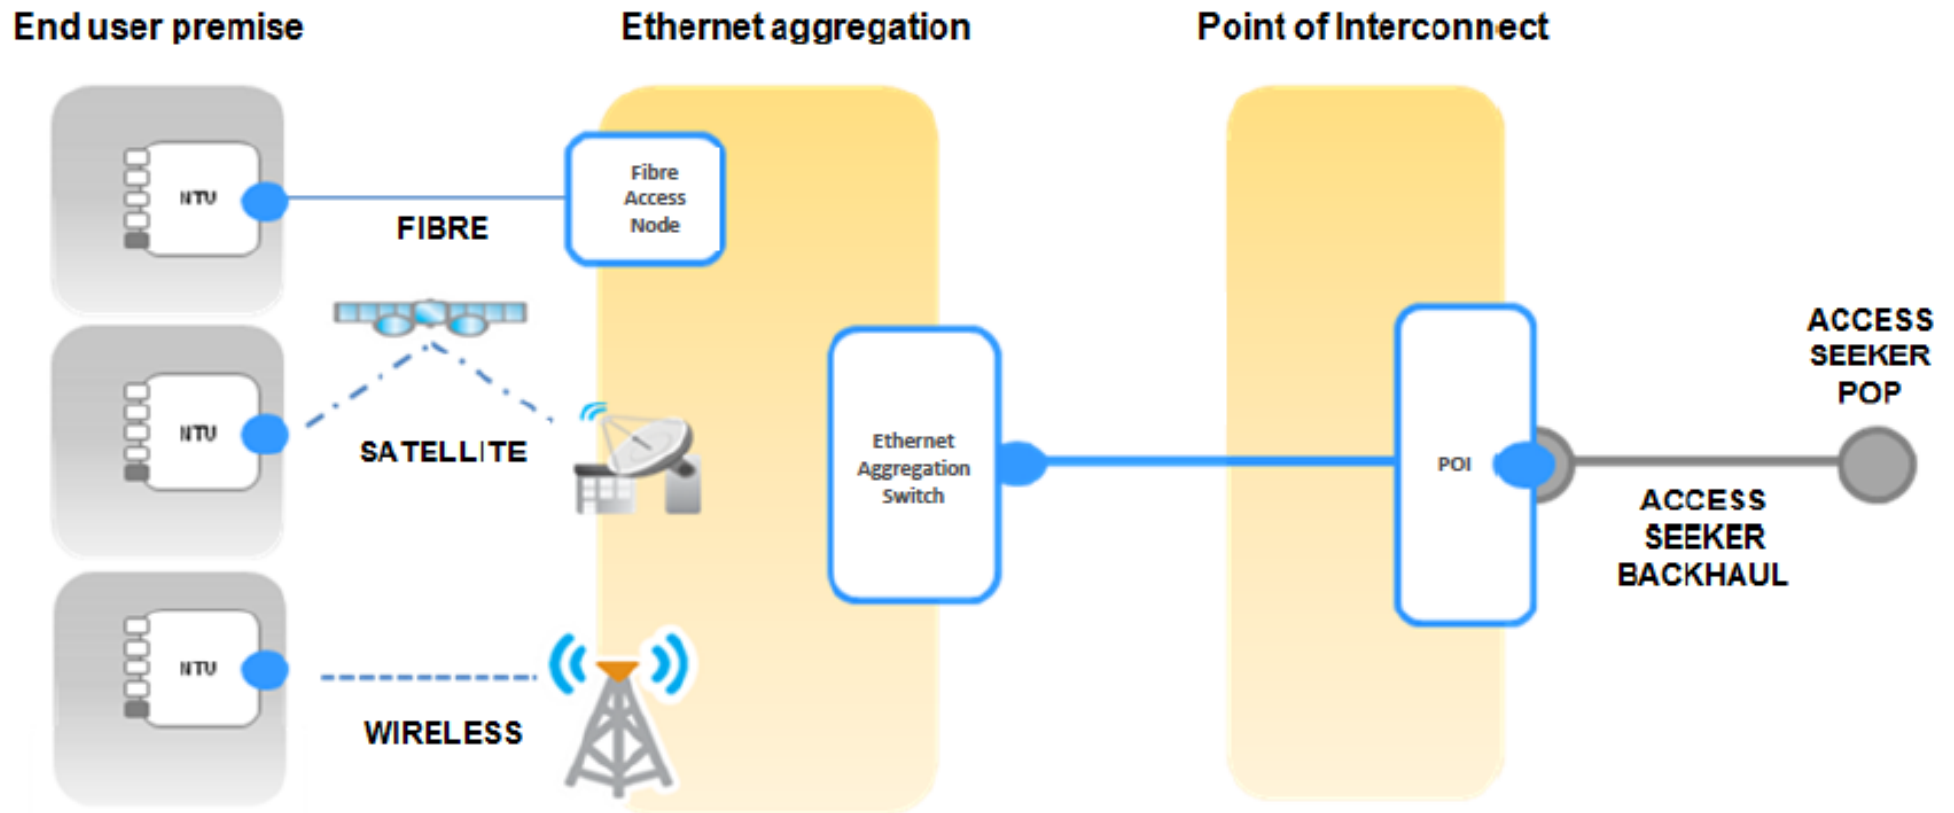 End user premise
Ethernet aggregation
Point of Interconnect
NTU
FIBRE
Fibre
Access
Node
NTU
SATELLITE
Ethernet
Aggregation
Switch
POI
ACCESS
SEEKER
POP
ACCESS
SEEKER
BACKHAUL
NTU
WIRELESS